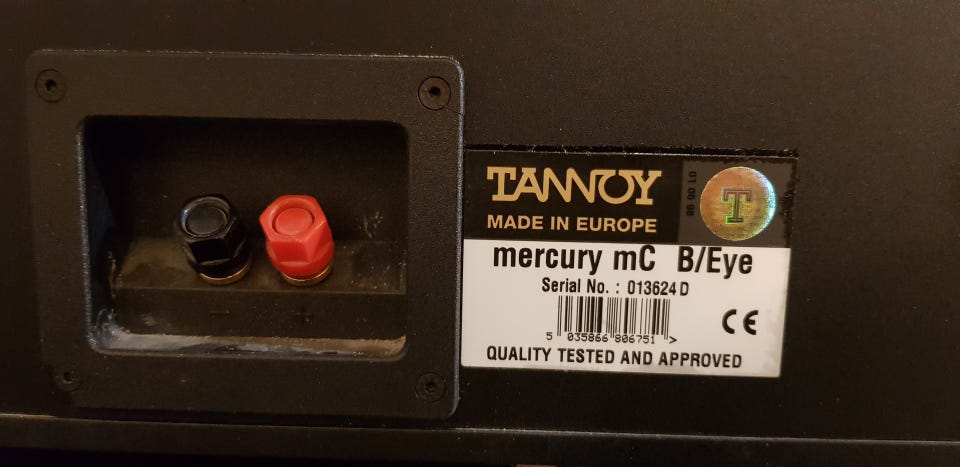 TANNOY
MADE IN EUROPE
T
mercury mC B/Eye
Serial No. : 013624 D
5 035866 806751 >
CE
QUALITY TESTED AND APPROVED
- +